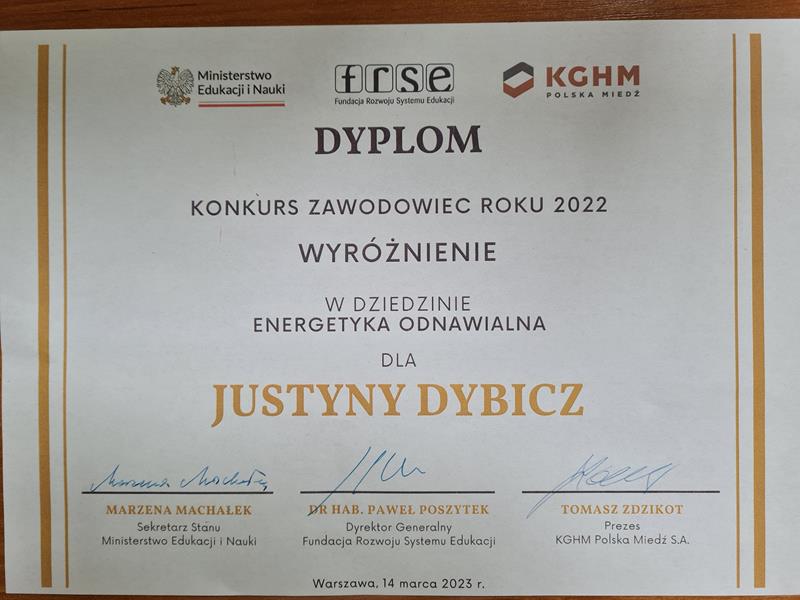 Ministerstwo
Edukacji i Nauki
frse
Fundacja Rozwoju Systemu Edukacji
KGHM
POLSKA MIEDŹ
DYPLOM
KONKURS ZAWODOWIEC ROKU 2022
WYRÓŻNIENIE
W DZIEDZINIE
ENERGETYKA ODNAWIALNA
DLA
JUSTYNY DYBICZ
Marzena Machałek
MARZENA MACHAŁEK
Sekretarz Stanu
Ministerstwo Edukacji i Nauki
DR HAB. PAWEŁ POSZYTEK
Dyrektor Generalny
Fundacja Rozwoju Systemu Edukacji
TOMASZ ZDZIKOT
Prezes
KGHM Polska Miedź S.A.
Warszawa, 14 marca 2023 r.